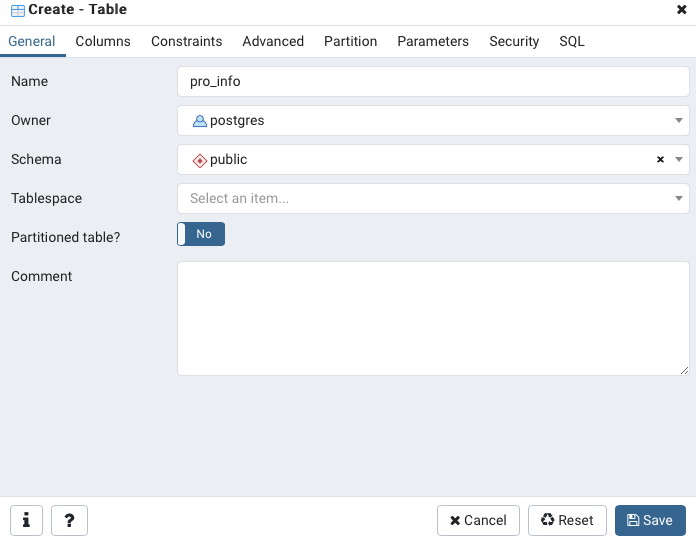 Create - Table
General Columns Constraints Advanced Partition Parameters Security SQL
Name pro_info
Owner postgres
Schema public
Tablespace Select an item...
Partitioned table? No
Comment
i ? Cancel Reset Save